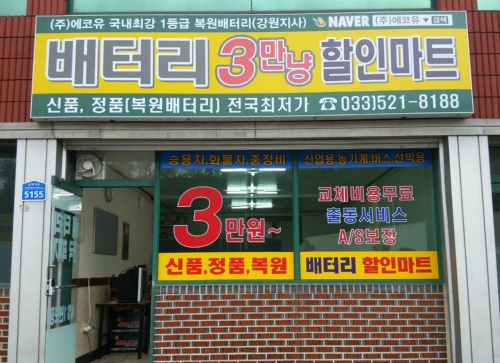 (주)에코유 국내최강 1등급 복원배터리(강원지사) NAVER (주)에코유 ▼검색
배터리 3만냥 할인마트
신품, 정품(복원배터리) 전국최저가 ☎033)521-8188
승용차,화물차,중장비
3만원~
신품,정품,복원
산업용,농기계,버스,선박용
교체비용무료
출동서비스
A/S보장
배터리 할인마트
5155